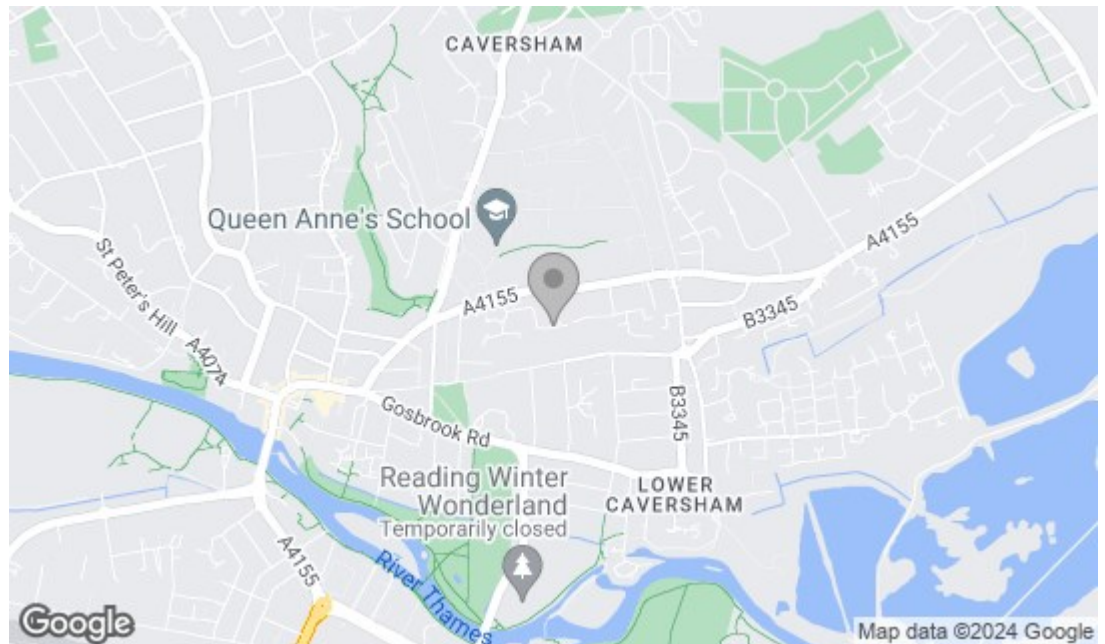 CAVERSHAM
Queen Anne's School
A4155
St Peter's Hill
A4155
B3345
A4074
B3345
Gosbrook Rd
Reading Winter
Wonderland
Temporarily closed
LOWER
CAVERSHAM
A4155
River Thames
Google
Map data ©2024 Google